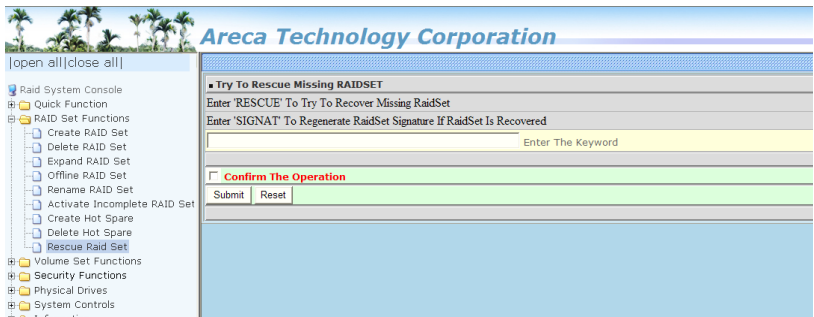 Areca Technology Corporation
|open all||close all|
Raid System Console
Quick Function
RAID Set Functions
Create RAID Set
Delete RAID Set
Expand RAID Set
Offline RAID Set
Rename RAID Set
Activate Incomplete RAID Set
Create Hot Spare
Delete Hot Spare
Rescue Raid Set
Volume Set Functions
Security Functions
Physical Drives
System Controls
Try To Rescue Missing RAIDSET
Enter 'RESCUE' To Try To Recover Missing RaidSet
Enter 'SIGNAT' To Regenerate RaidSet Signature If RaidSet Is Recovered
Enter The Keyword
Confirm The Operation
Submit Reset